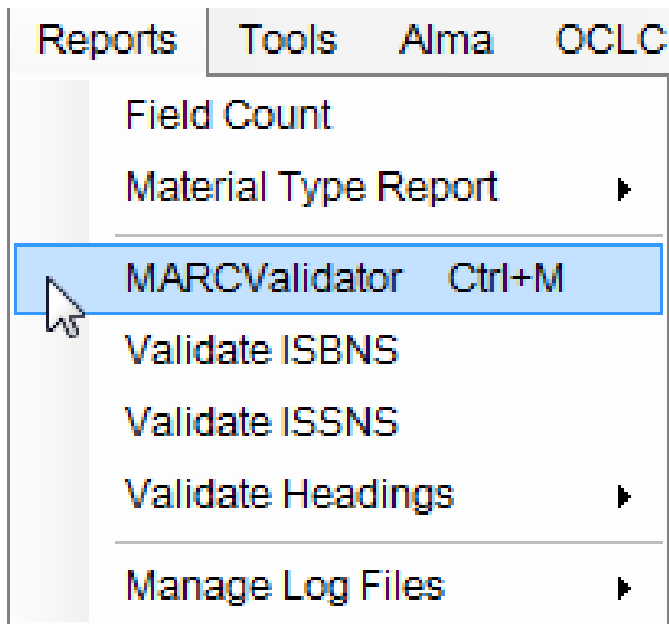 Reports Tools Alma OCLC
Field Count
Material Type Report
MARCValidator Ctrl+M
Validate ISBNS
Validate ISSNS
Validate Headings
Manage Log Files